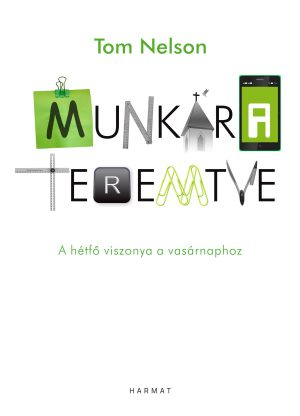 Tom Nelson
MUNKÁRA
TEREMTVE
A hétfő viszonya a vasárnaphoz
HARMAT